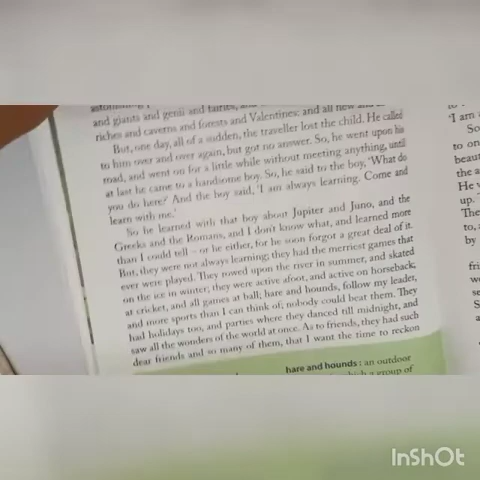 and giants and genii and fairies,
riches and caverns and forests and Valentines: and all new and
But, one day, all of a sudden, the traveller lost the child. He called
to him over and over again, but got no answer. So, he went upon his
road, and went on for a little while without meeting anything, until
at last he came to a handsome boy. So, he said to the boy, 'What do
you do here?' And the boy said, 'I am always learning. Come and
learn with me.'
So he learned with that boy about Jupiter and Juno, and the
Greeks and the Romans, and I don't know what, and learned more
than I could tell – or he either, for he soon forgot a great deal of it.
But, they were not always learning; they had the merriest games that
ever were played. They rowed upon the river in summer, and skated
on the ice in winter; they were active afoot, and active on horseback;
at cricket, and all games at ball; hare and hounds, follow my leader,
and more sports than I can think of; nobody could beat them. They
had holidays too, and parties where they danced till midnight, and
saw all the wonders of the world at once. As to friends, they had such
dear friends and so many of them, that I want the time to reckon
hare and hounds : an outdoor
which a group of
'I am
So
to on
beaut
the a
He
up.
The
to,
by
fri
InShOt